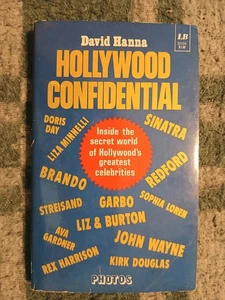 David Hanna
LB
HOLLYWOOD
CONFIDENTIAL
DORIS
DAY
LIZA MINNELLI
SINATRA
Inside the
secret world
of Hollywood's
greatest
celebrities
BRANDO
REDFORD
STREISAND
GARBO
SOPHIA LOREN
LIZ & BURTON
AVA
GARDNER
JOHN WAYNE
REX HARRISON
KIRK DOUGLAS
PHOTOS